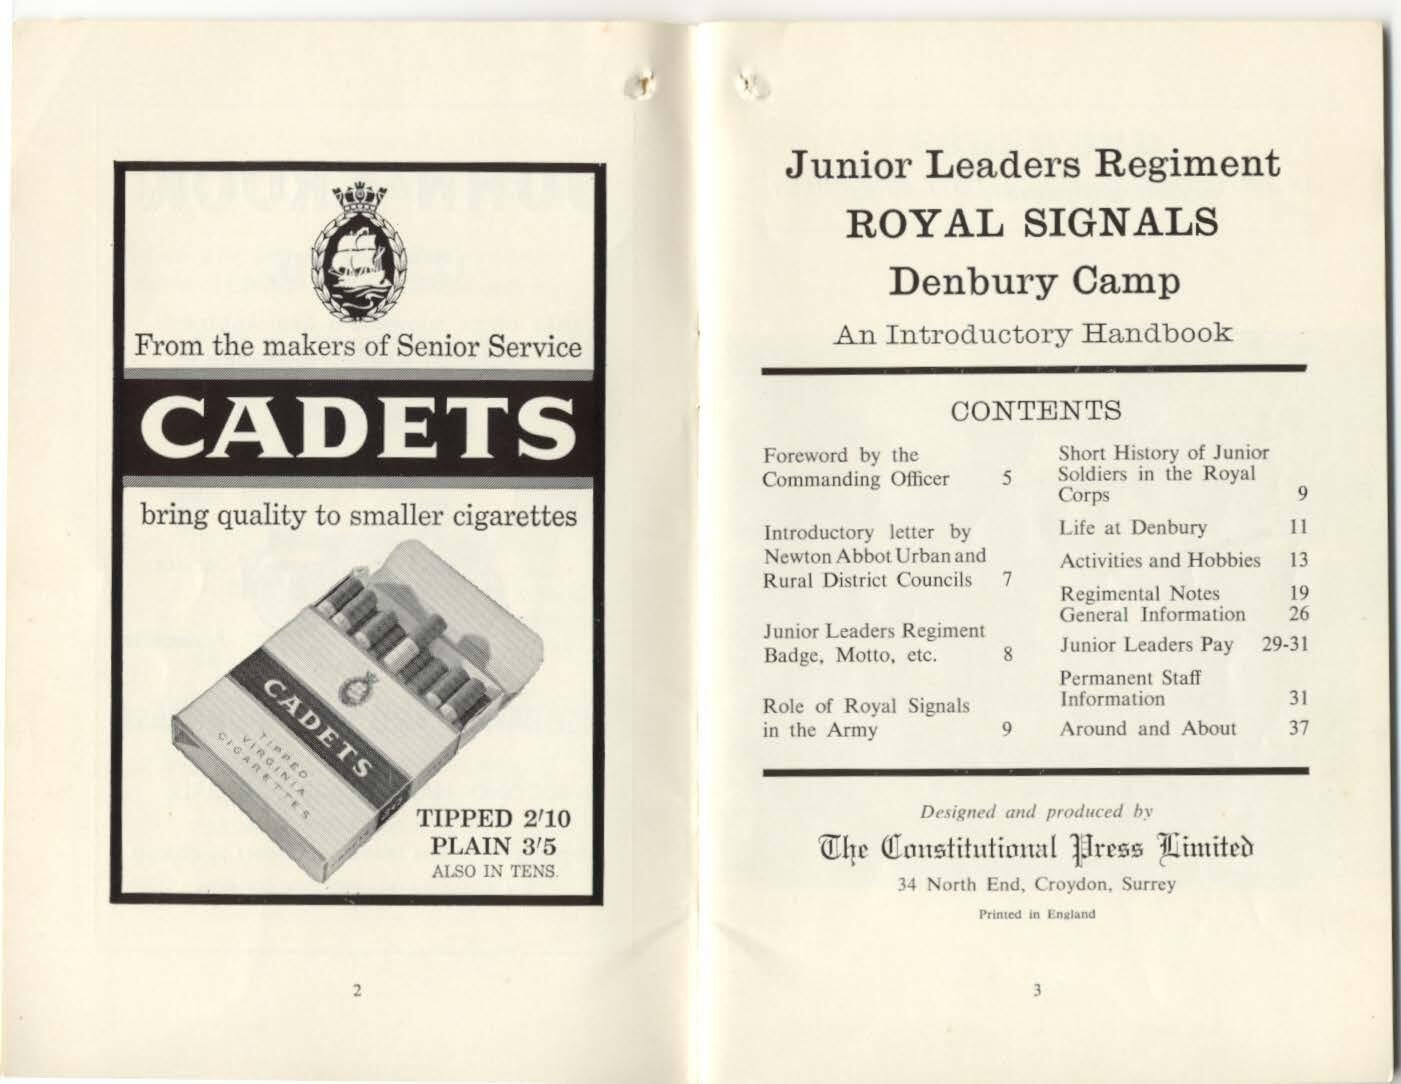 From the makers of Senior Service
CADETS
bring quality to smaller cigarettes
CADETS
TIPPED
VIRGINIA
CIGARETTES
TIPPED 2'10
PLAIN 3'5
ALSO IN TENS.
2
Junior Leaders Regiment
ROYAL SIGNALS
Denbury Camp
An Introductory Handbook
CONTENTS
Foreword by the
Commanding Officer 5
Introductory letter by
Newton Abbot Urban and
Rural District Councils 7
Junior Leaders Regiment
Badge, Motto, etc. 8
Role of Royal Signals
in the Army 9
Short History of Junior
Soldiers in the Royal
Corps 9
Life at Denbury 11
Activities and Hobbies 13
Regimental Notes 19
General Information 26
Junior Leaders Pay 29-31
Permanent Staff
Information 31
Around and About 37
Designed and produced by
The Constitutional Press Limited
34 North End, Croydon, Surrey
Printed in England
3